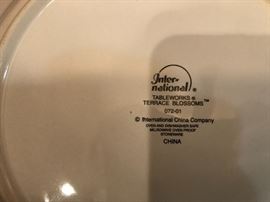 Inter-
national®
TABLEWORKS®
TERRACE BLOSSOMS™
072-01
© International China Company
OVEN AND DISHWASHER SAFE
MICROWAVE OVEN PROOF
STONEWARE
CHINA